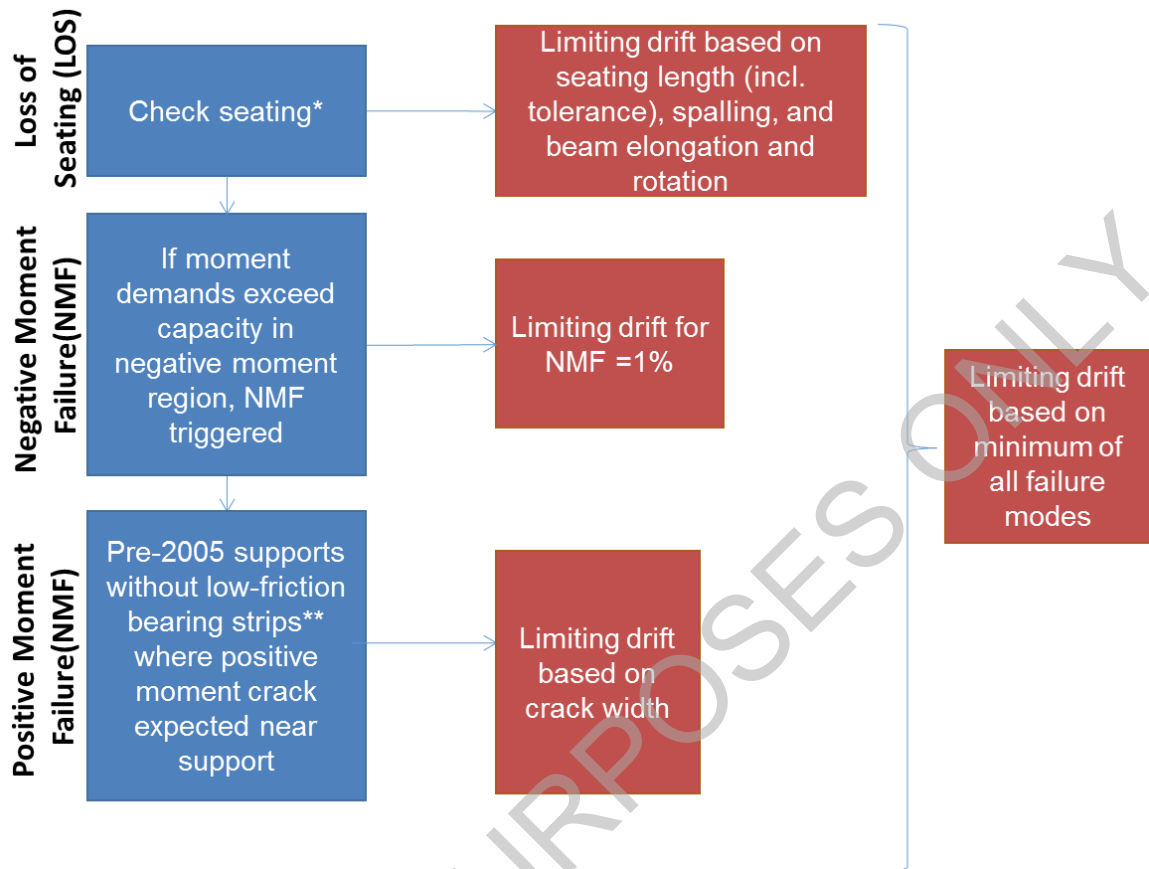 Loss of
Seating (LOS)
Check seating*
Limiting drift based on
seating length (incl.
tolerance), spalling, and
beam elongation and
rotation
Negative Moment
Failure(NMF)
If moment
demands exceed
capacity in
negative moment
region, NMF
triggered
Limiting drift for
NMF =1%
Positive Moment
Failure(NMF)
Pre-2005 supports
without low-friction
bearing strips**
where positive
moment crack
expected near
support
Limiting drift
based on
crack width
Limiting drift
based on
minimum of
all failure
modes
URPOSES ONLY